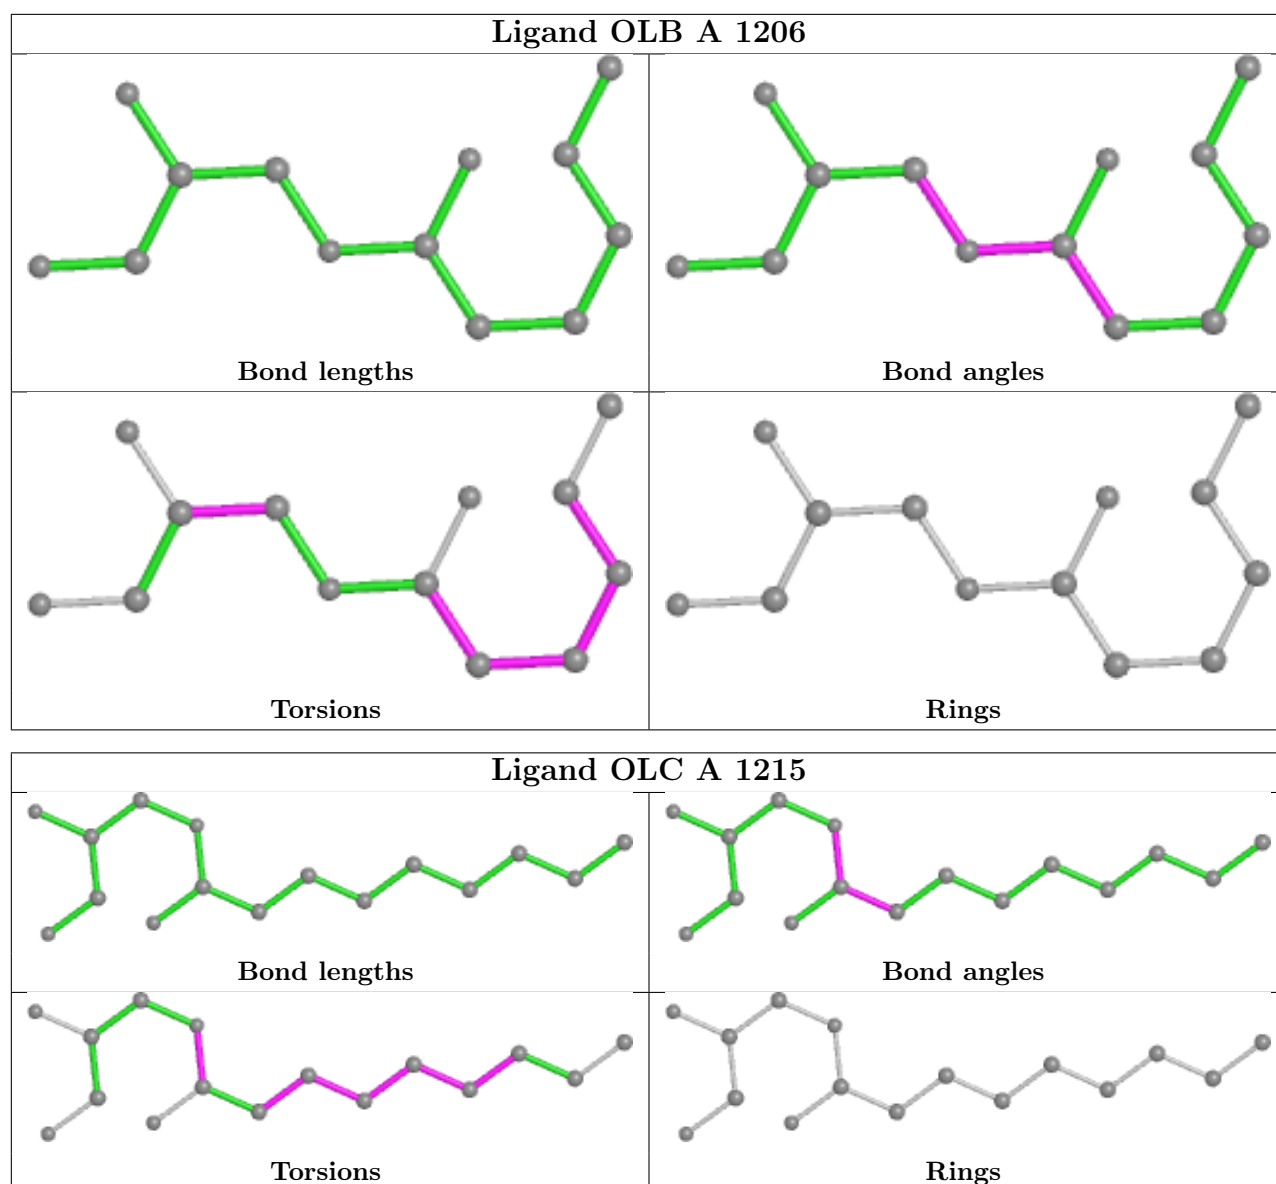 Ligand OLB A 1206
Bond lengths
Bond angles
Torsions
Rings
Ligand OLC A 1215
Bond lengths
Bond angles
Torsions
Rings